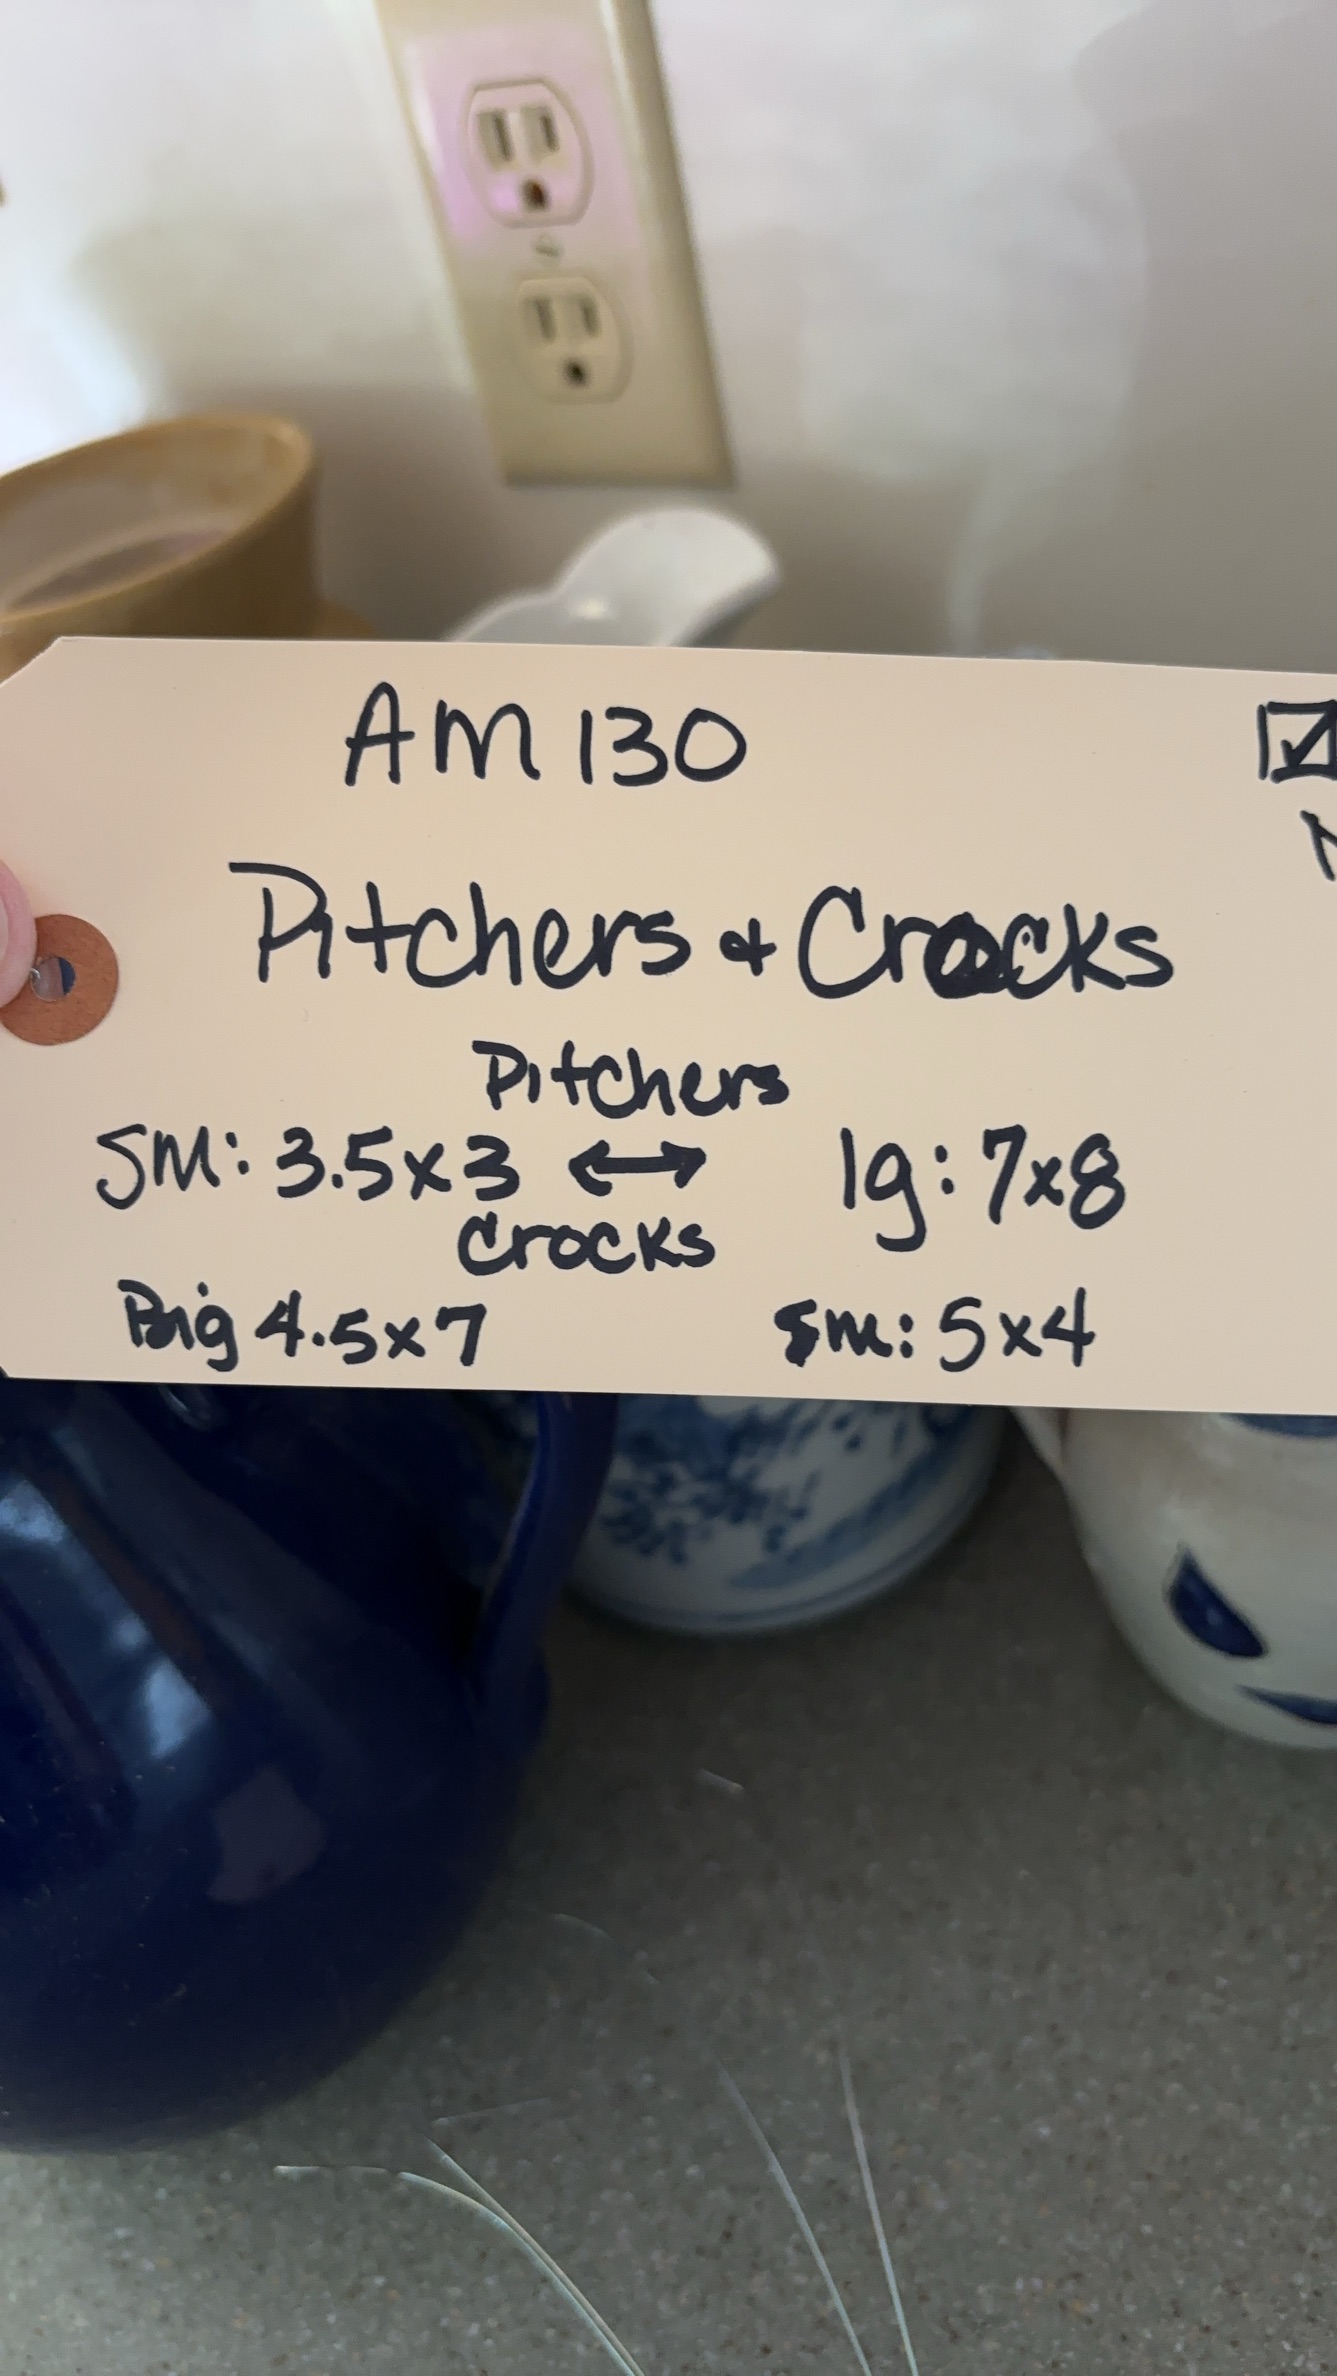 AM 130
Pitchers + Crocks
Pitchers
SM: 3.5x3 ↔ lg: 7x8
Crocks
Big 4.5x7 sm: 5x4